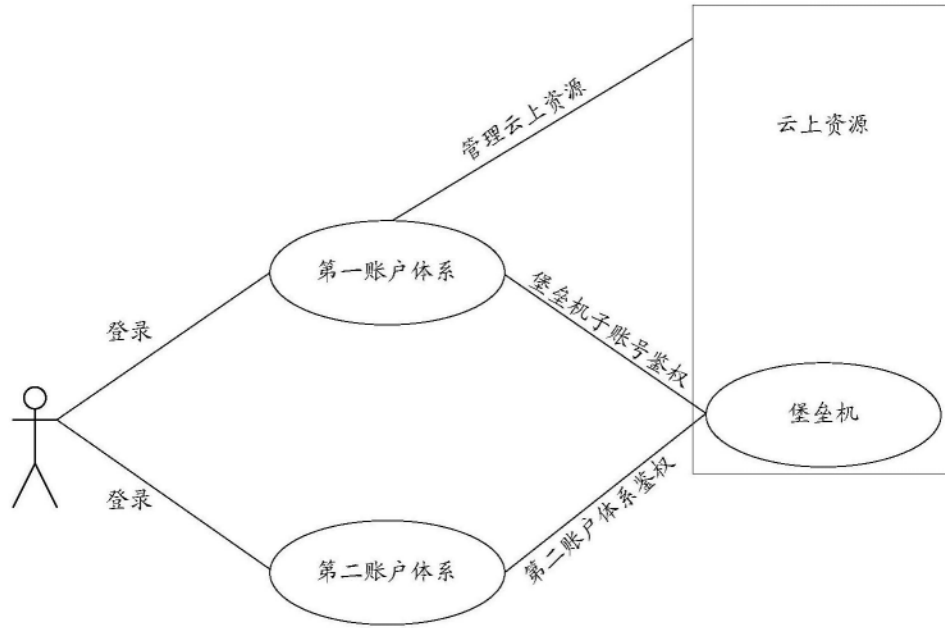 管理云上资源
云上资源
第一账户体系
登录
堡垒机子账号鉴权
堡垒机
登录
第二账户体系鉴权
第二账户体系